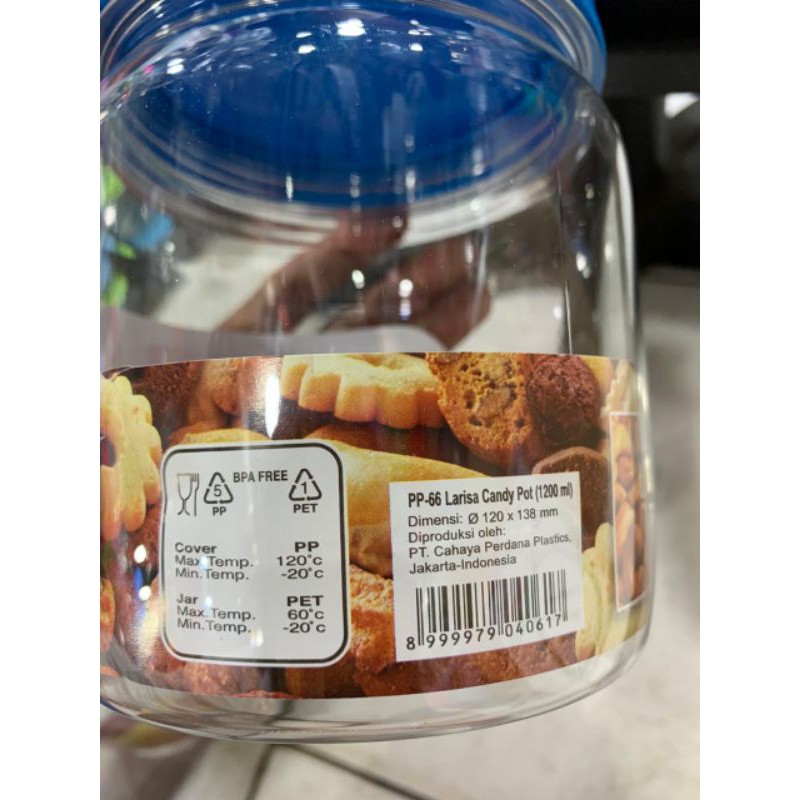 BPA FREE
5
PP
1
PET
Cover PP
Max.Temp. 120°c
Min.Temp. -20°c
Jar PET
Max.Temp. 60°c
Min.Temp. -20°c
PP-66 Larisa Candy Pot (1200 ml)
Dimensi: Ø 120 x 138 mm
Diproduksi oleh:
PT. Cahaya Perdana Plastics,
Jakarta-Indonesia
8 999979 040617